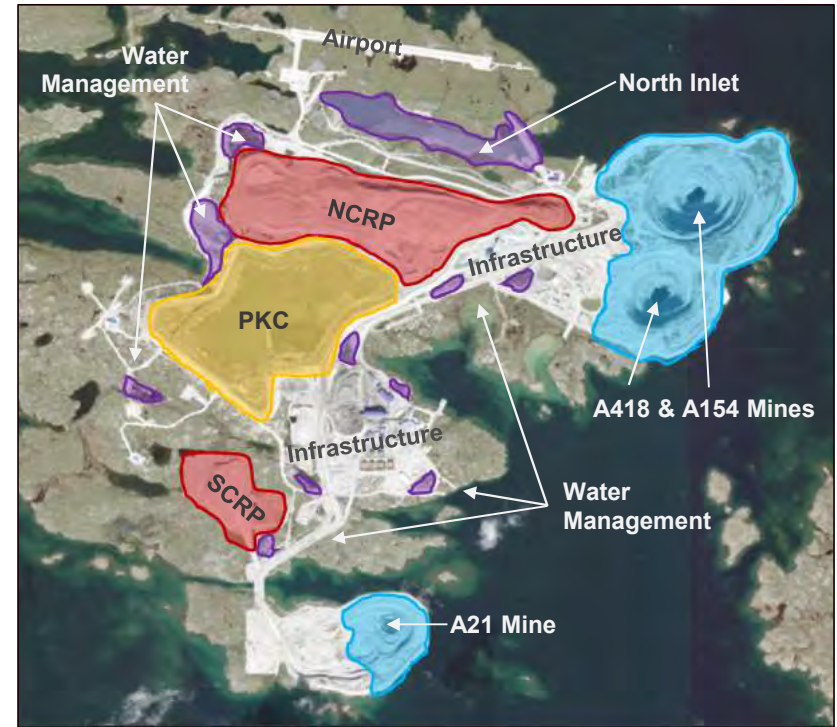 Airport
Water
Management
North Inlet
NCRP
Infrastructure
PKC
A418 & A154 Mines
Infrastructure
SCRP
Water
Management
A21 Mine